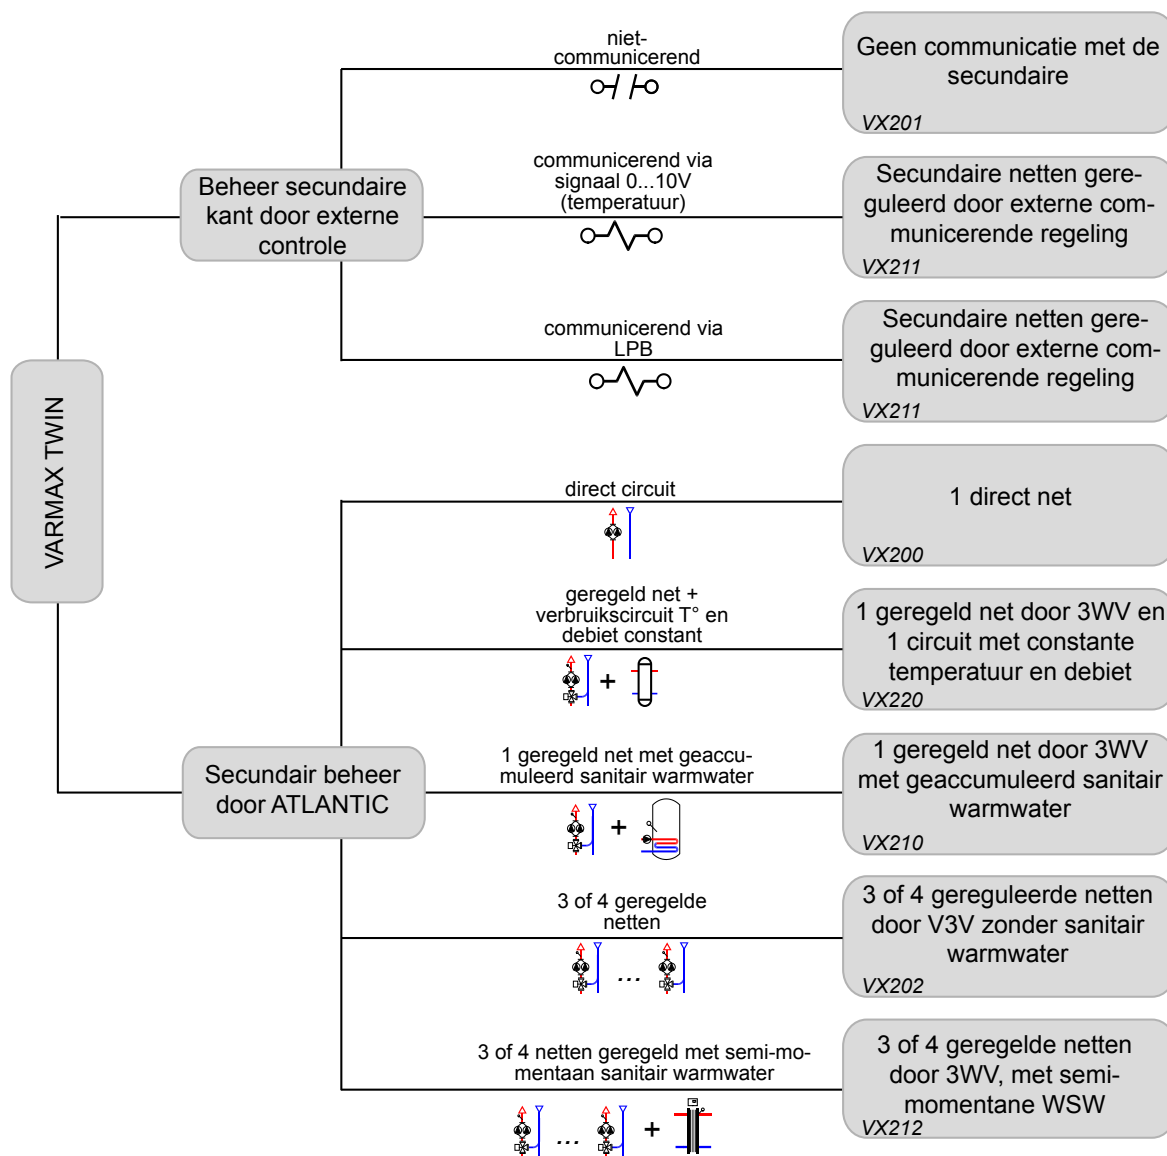 VARMAX TWIN
Beheer secundaire
kant door externe
controle
niet-
communicerend
Geen communicatie met de
secundaire
VX201
communicerend via
signaal 0...10V
(temperatuur)
Secundaire netten gere-
guleerd door externe com-
municerende regeling
VX211
communicerend via
LPB
Secundaire netten gere-
guleerd door externe com-
municerende regeling
VX211
Secundair beheer
door ATLANTIC
direct circuit
1 direct net
VX200
geregeld net +
verbruikscircuit T° en
debiet constant
+
1 geregeld net door 3WV en
1 circuit met constante
temperatuur en debiet
VX220
1 geregeld net met geaccu-
muleerd sanitair warmwater
+
1 geregeld net door 3WV
met geaccumuleerd sanitair
warmwater
VX210
3 of 4 geregelde
netten
...
3 of 4 gereguleerde netten
door V3V zonder sanitair
warmwater
VX202
3 of 4 netten geregeld met semi-mo-
mentaan sanitair warmwater
... +
3 of 4 geregelde netten
door 3WV, met semi-
momentane WSW
VX212